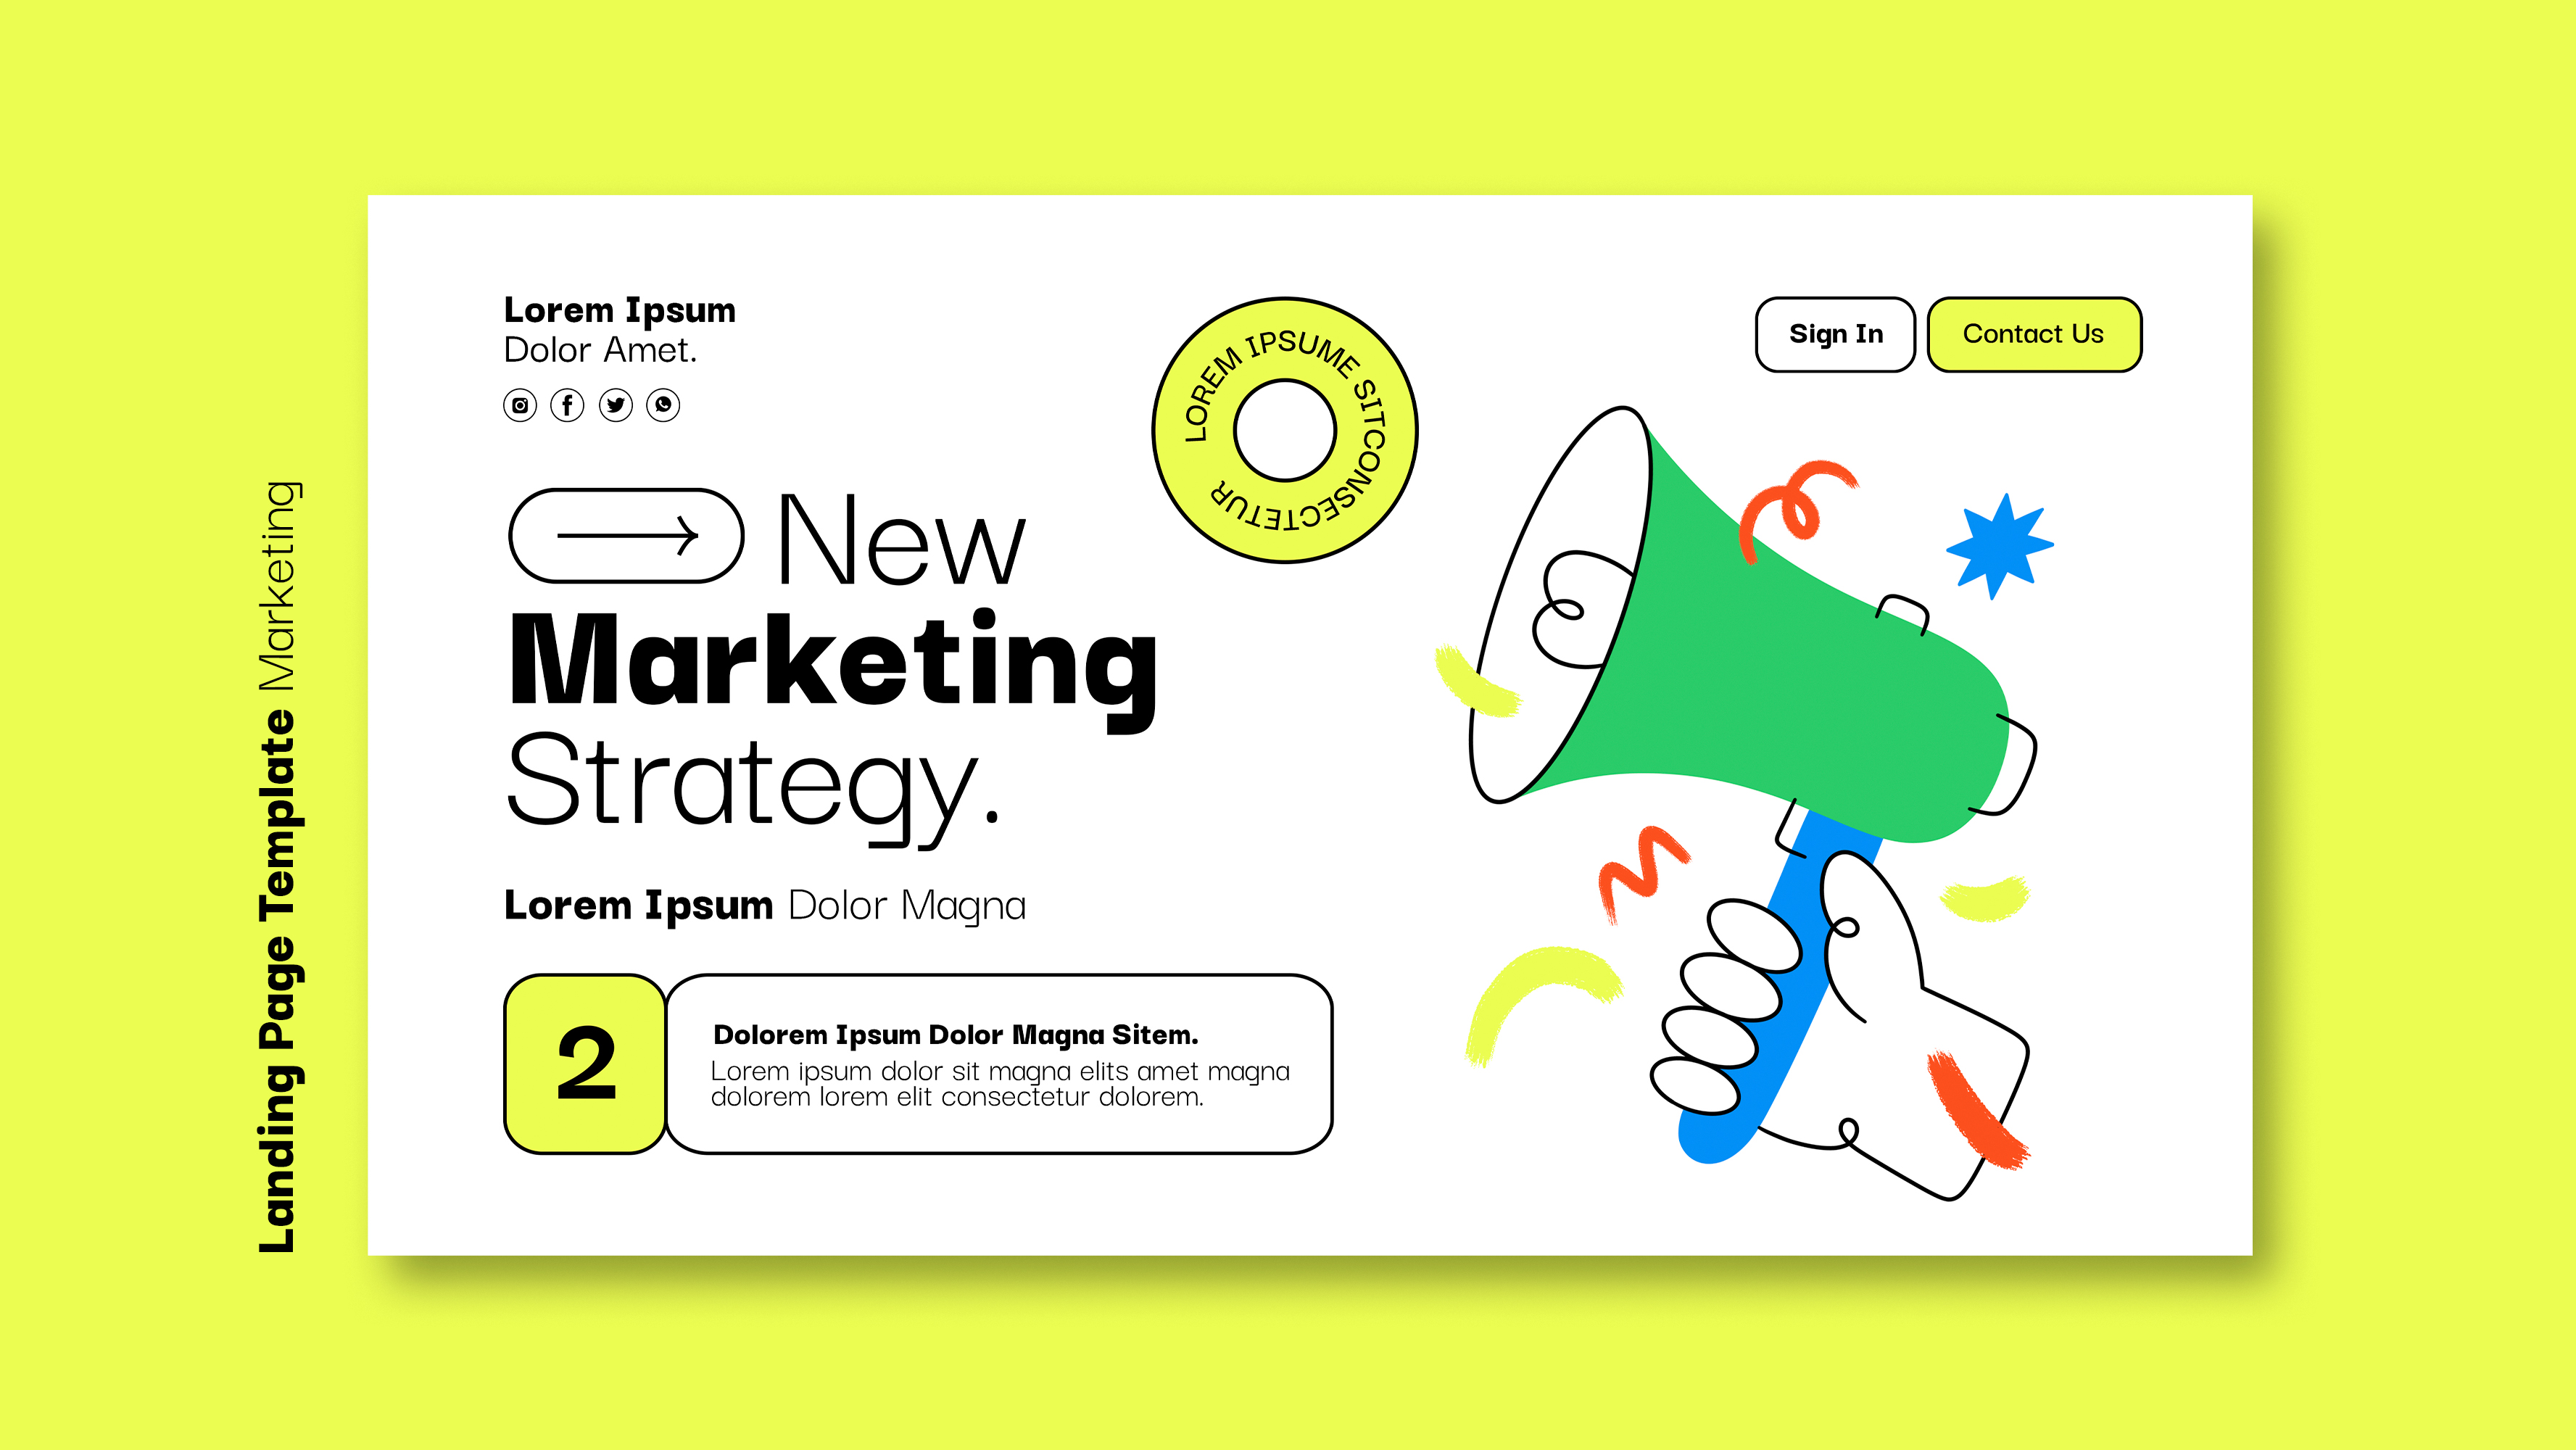 Landing Page Template Marketing
Lorem Ipsum
Dolor Amet.
LOREM IPSUME SITCONSECTETUR
Sign In
Contact Us
New
Marketing
Strategy.
Lorem Ipsum Dolor Magna
2
Dolorem Ipsum Dolor Magna Sitem.
Lorem ipsum dolor sit magna elits amet magna
dolorem lorem elit consectetur dolorem.